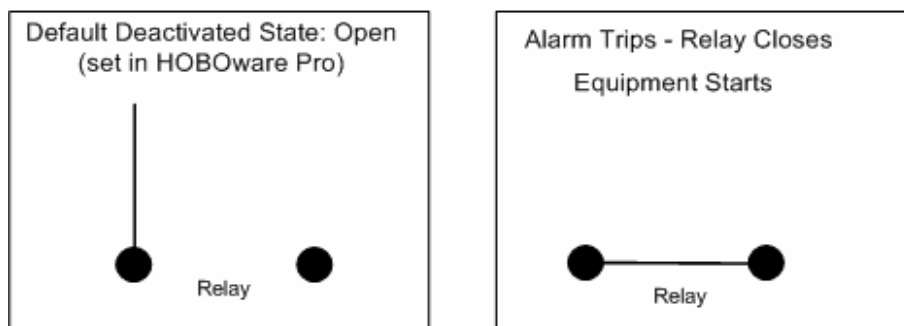 Default Deactivated State: Open
(set in HOBOware Pro)
Relay
Alarm Trips - Relay Closes
Equipment Starts
Relay